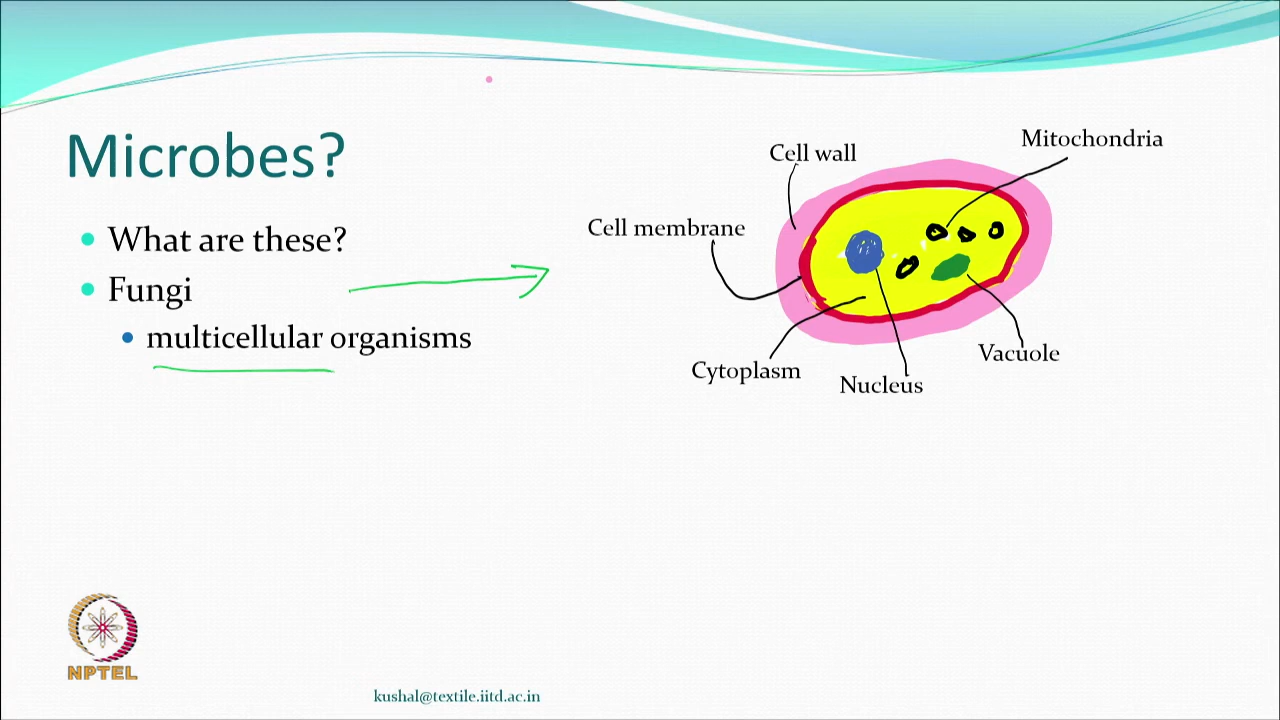 Microbes?
What are these?
Fungi
multicellular organisms
Cell wall
Mitochondria
Cell membrane
Cytoplasm
Nucleus
Vacuole
NPTEL
kushal@textile.iitd.ac.in